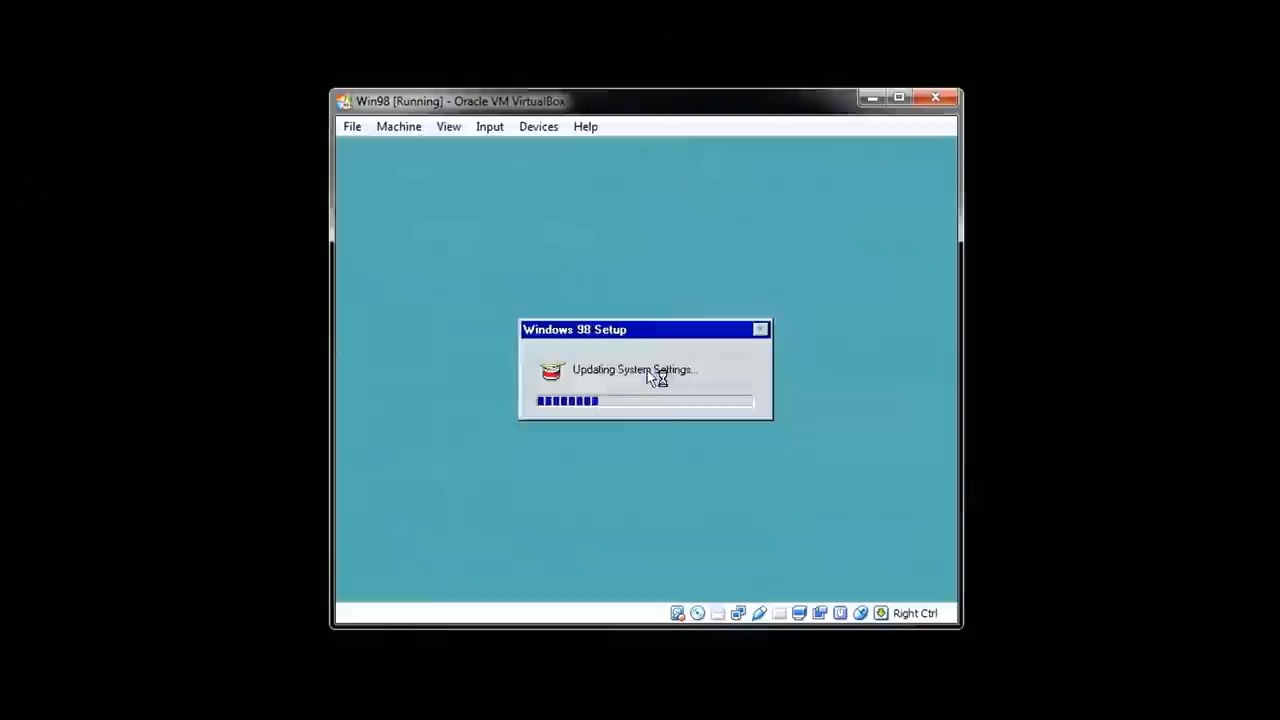 Win98 [Running] - Oracle VM VirtualBox
File Machine View Input Devices Help
Windows 98 Setup
Updating System Settings...
Right Ctrl